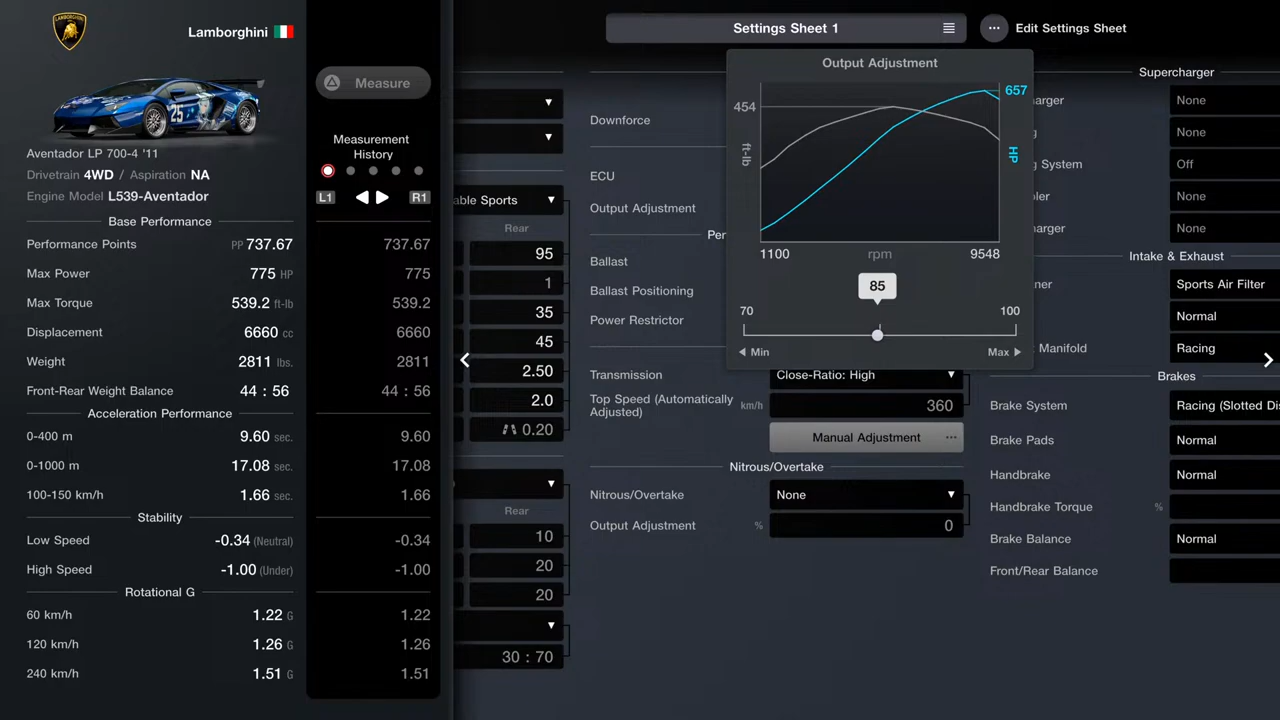 LAMBORGHINI
Lamborghini
25
Aventador LP 700-4 '11
Drivetrain 4WD / Aspiration NA
Engine Model L539-Aventador
Base Performance
Performance Points PP 737.67
Max Power 775 HP
Max Torque 539.2 ft-lb
Displacement 6660 cc
Weight 2811 lbs.
Front-Rear Weight Balance 44 : 56
Acceleration Performance
0-400 m 9.60 sec.
0-1000 m 17.08 sec.
100-150 km/h 1.66 sec.
Stability
Low Speed -0.34 (Neutral)
High Speed -1.00 (Under)
Rotational G
60 km/h 1.22 G
120 km/h 1.26 G
240 km/h 1.51 G
Measure
Measurement
History
L1 R1
737.67
775
539.2
6660
2811
44 : 56
9.60
17.08
1.66
-0.34
-1.00
1.22
1.26
1.51
Settings Sheet 1
Edit Settings Sheet
able Sports
Rear
95
1
35
45
2.50
2.0
0.20
Rear
10
20
20
30 : 70
Downforce
ECU
Output Adjustment
Per
Ballast
Ballast Positioning
Power Restrictor
Transmission Close-Ratio: High
Top Speed (Automatically
Adjusted) km/h 360
Manual Adjustment
Nitrous/Overtake
Nitrous/Overtake None
Output Adjustment % 0
Output Adjustment
454
657
ft-lb
HP
1100 rpm 9548
85
70 100
Min Max
Supercharger
arger None
g None
ng System Off
oler None
charger None
Intake & Exhaust
ner Sports Air Filter
Normal
Manifold Racing
Brakes
Brake System Racing (Slotted Dis
Brake Pads Normal
Handbrake Normal
Handbrake Torque %
Brake Balance Normal
Front/Rear Balance